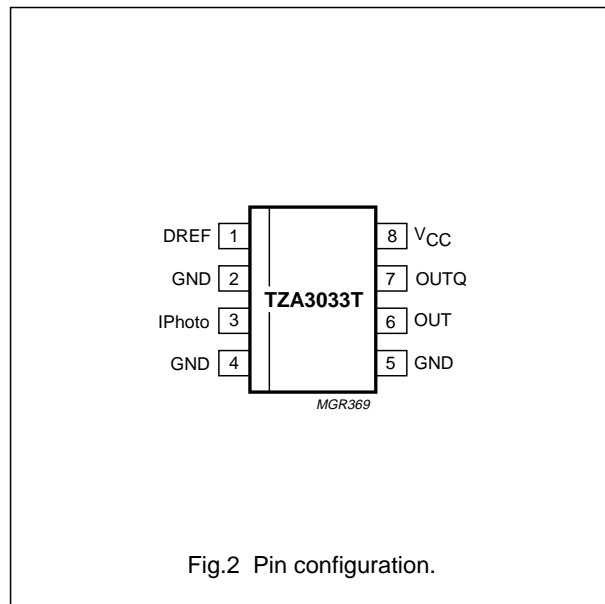 DREF 1
GND 2
IPhoto 3
GND 4
TZA3033T
8 VCC
7 OUTQ
6 OUT
5 GND
MGR369
Fig.2 Pin configuration.